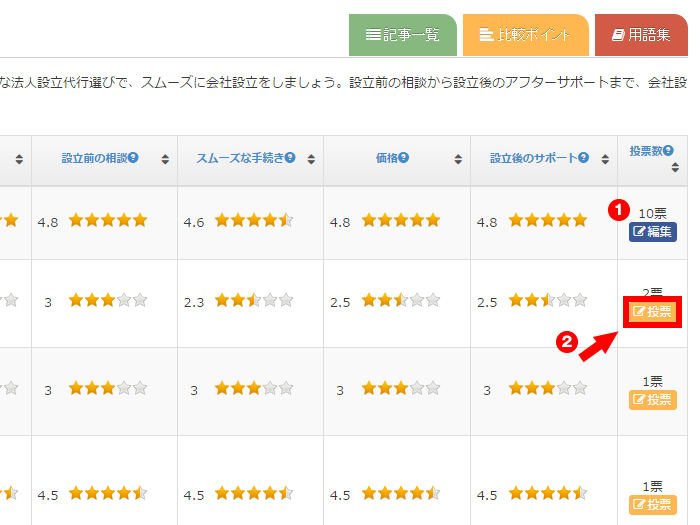 記事一覧 比較ポイント 用語集
な法人設立代行選びで、スムーズに会社設立をしましょう。設立前の相談から設立後のアフターサポートまで、会社設
設立前の相談 スムーズな手続き 価格 設立後のサポート 投票数
4.8 4.6 4.8 4.8 1 10票
編集
3 2.3 2.5 2.5 2票
投票
2
3 3 3 3 1票
投票
4.5 4.5 4.5 4.5 1票
投票